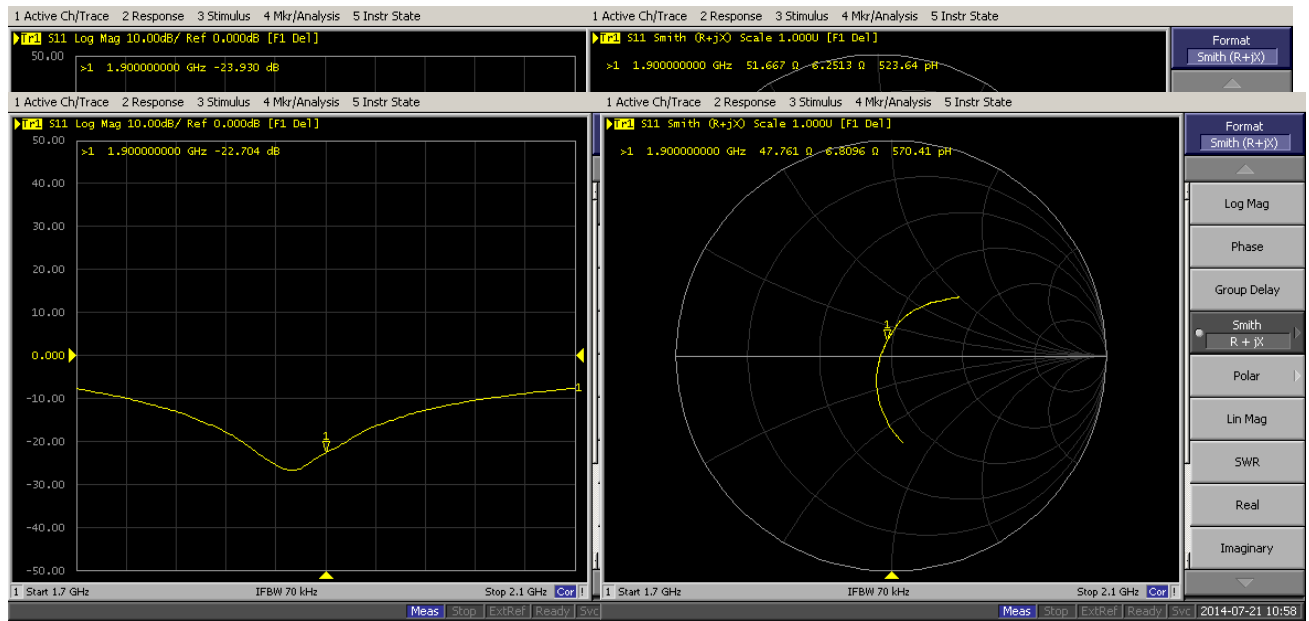 1 Active Ch/Trace 2 Response 3 Stimulus 4 Mkr/Analysis 5 Instr State
1 Active Ch/Trace 2 Response 3 Stimulus 4 Mkr/Analysis 5 Instr State
Tr1 S11 Log Mag 10.00dB/ Ref 0.000dB [F1 Del]
50.00
>1 1.900000000 GHz -23.930 dB
Tr1 S11 Smith (R+jX) Scale 1.000U [F1 Del]
>1 1.900000000 GHz 51.667 Ω 6.2513 Ω 523.64 pH
Format
Smith (R+jX)
1 Active Ch/Trace 2 Response 3 Stimulus 4 Mkr/Analysis 5 Instr State
Tr1 S11 Log Mag 10.00dB/ Ref 0.000dB [F1 Del]
50.00
>1 1.900000000 GHz -22.704 dB
40.00
30.00
20.00
10.00
0.000
-10.00
-20.00
-30.00
-40.00
-50.00
1
1
1 Start 1.7 GHz IFBW 70 kHz Stop 2.1 GHz Cor !
Meas Stop ExtRef Ready Svc
1 Active Ch/Trace 2 Response 3 Stimulus 4 Mkr/Analysis 5 Instr State
Tr1 S11 Smith (R+jX) Scale 1.000U [F1 Del]
>1 1.900000000 GHz 47.761 Ω 6.8096 Ω 570.41 pH
1
1 Start 1.7 GHz IFBW 70 kHz Stop 2.1 GHz Cor !
Meas Stop ExtRef Ready Svc 2014-07-21 10:58
Format
Smith (R+jX)
Log Mag
Phase
Group Delay
Smith
R + jX
Polar
Lin Mag
SWR
Real
Imaginary